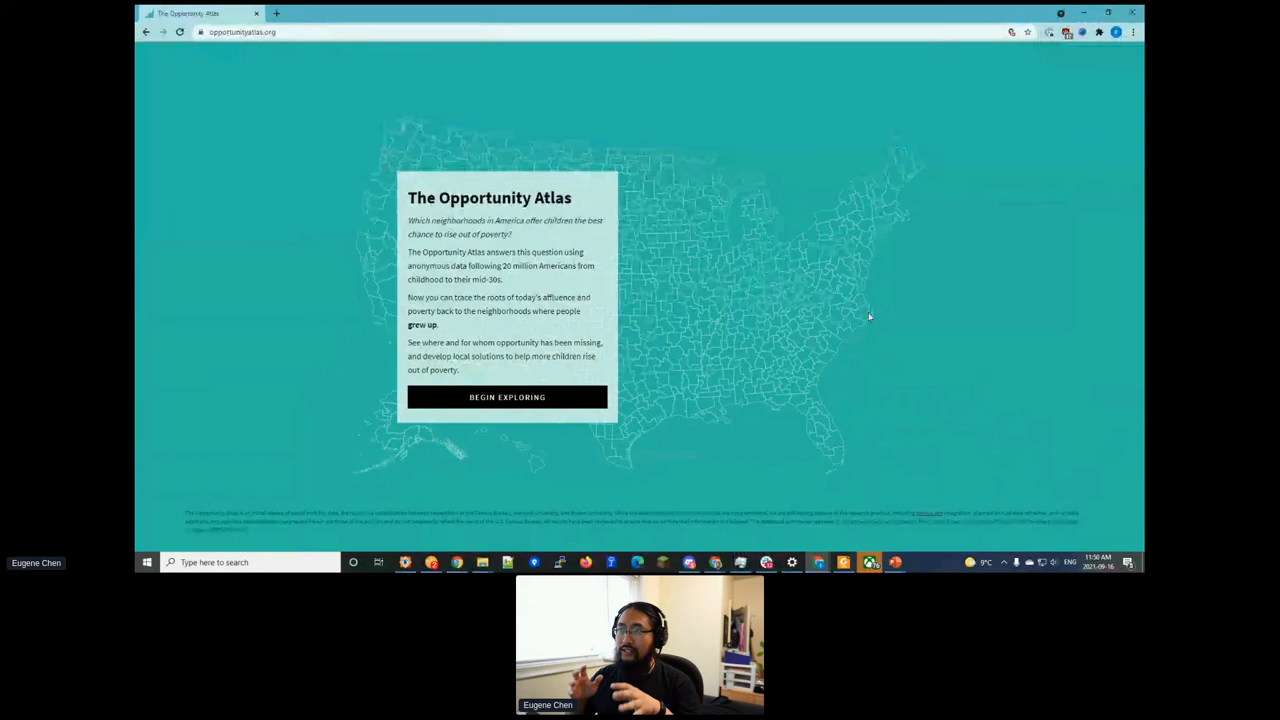 The Opportunity Atlas
opportunityatlas.org
The Opportunity Atlas
Which neighborhoods in America offer children the best
chance to rise out of poverty?
The Opportunity Atlas answers this question using
anonymous data following 20 million Americans from
childhood to their mid-30s.
Now you can trace the roots of today's affluence and
poverty back to the neighborhoods where people
grew up.
See where and for whom opportunity has been missing,
and develop local solutions to help more children rise
out of poverty.
BEGIN EXPLORING
Type here to search
9°C
ENG
11:50 AM
2021-09-16
Eugene Chen
Eugene Chen